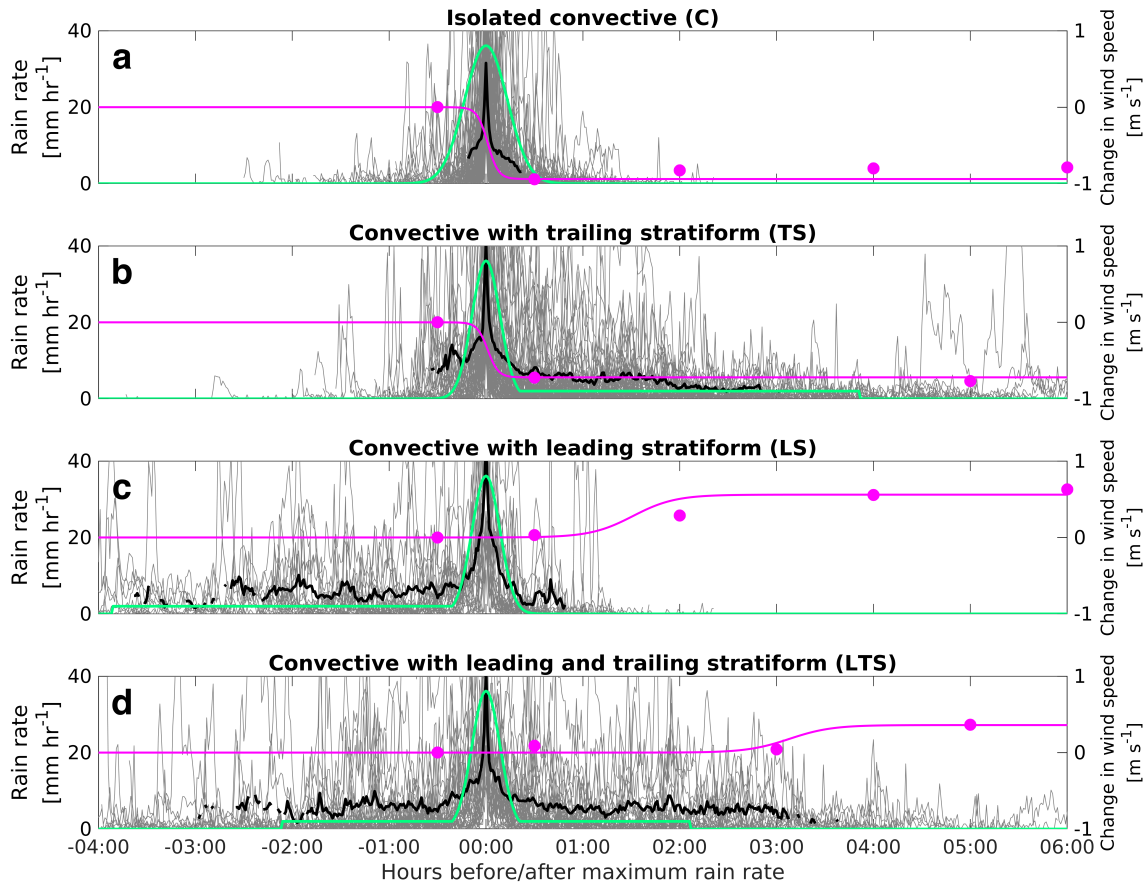 Isolated convective (C)
a
Rain rate
[mm hr-1]
40
20
0
1
0
-1
Change in wind speed
[m s-1]
Convective with trailing stratiform (TS)
b
Rain rate
[mm hr-1]
40
20
0
1
0
-1
Change in wind speed
[m s-1]
Convective with leading stratiform (LS)
c
Rain rate
[mm hr-1]
40
20
0
1
0
-1
Change in wind speed
[m s-1]
Convective with leading and trailing stratiform (LTS)
d
Rain rate
[mm hr-1]
40
20
0
1
0
-1
Change in wind speed
[m s-1]
-04:00 -03:00 -02:00 -01:00 00:00 01:00 02:00 03:00 04:00 05:00 06:00
Hours before/after maximum rain rate